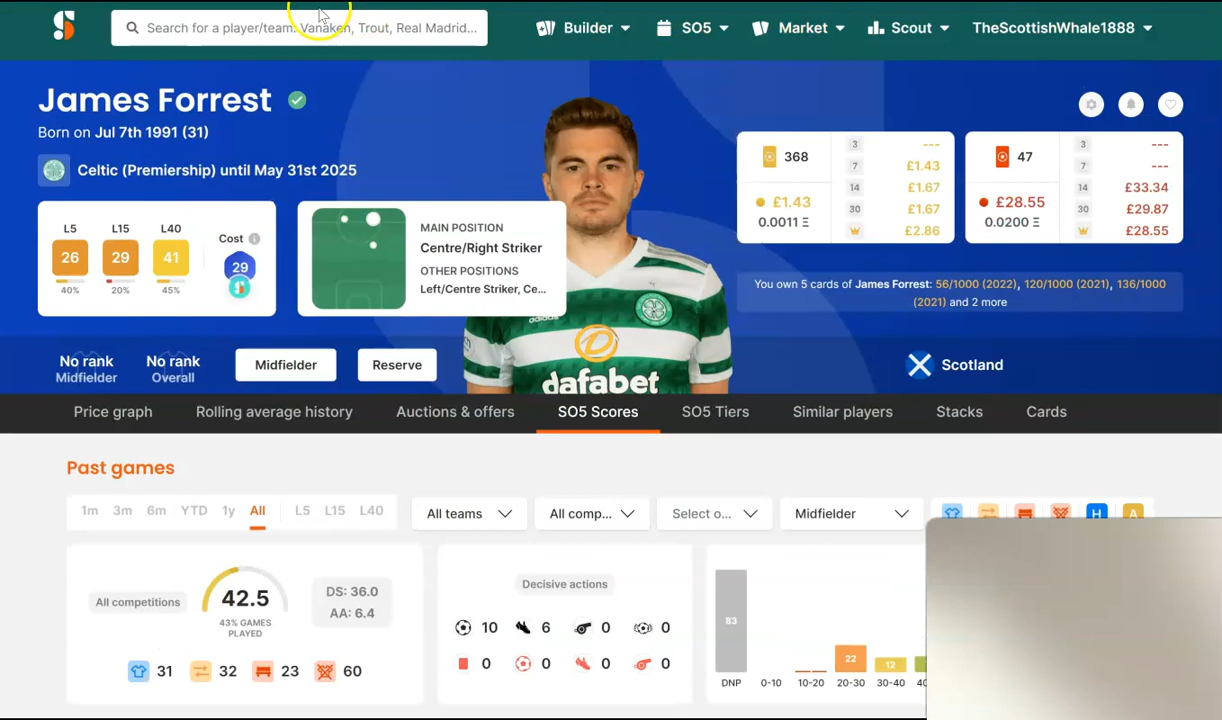 Search for a player/team: Vanaken, Trout, Real Madrid...
Builder
SO5
Market
Scout
TheScottishWhale1888
James Forrest
Born on Jul 7th 1991 (31)
Celtic (Premiership) until May 31st 2025
L5 L15 L40
Cost
26 29 41
29
40% 20% 45%
MAIN POSITION
Centre/Right Striker
OTHER POSITIONS
Left/Centre Striker, Ce...
368
£1.43
0.0011 Ξ
3 ---
7 £1.43
14 £1.67
30 £1.67
£2.86
47
£28.55
0.0200 Ξ
3 ---
7 ---
14 £33.34
30 £29.87
£28.55
You own 5 cards of James Forrest: 56/1000 (2022), 120/1000 (2021), 136/1000
(2021) and 2 more
adidas
dafabet
No rank
Midfielder
No rank
Overall
Midfielder
Reserve
Scotland
Price graph
Rolling average history
Auctions & offers
SO5 Scores
SO5 Tiers
Similar players
Stacks
Cards
Past games
1m 3m 6m YTD 1y All L5 L15 L40
All teams
All comp...
Select o...
Midfielder
H
A
All competitions
42.5
43% GAMES
PLAYED
DS: 36.0
AA: 6.4
31 32 23 60
Decisive actions
10 6 0 0
0 0 0 0
83
22
12
DNP 0-10 10-20 20-30 30-40 40